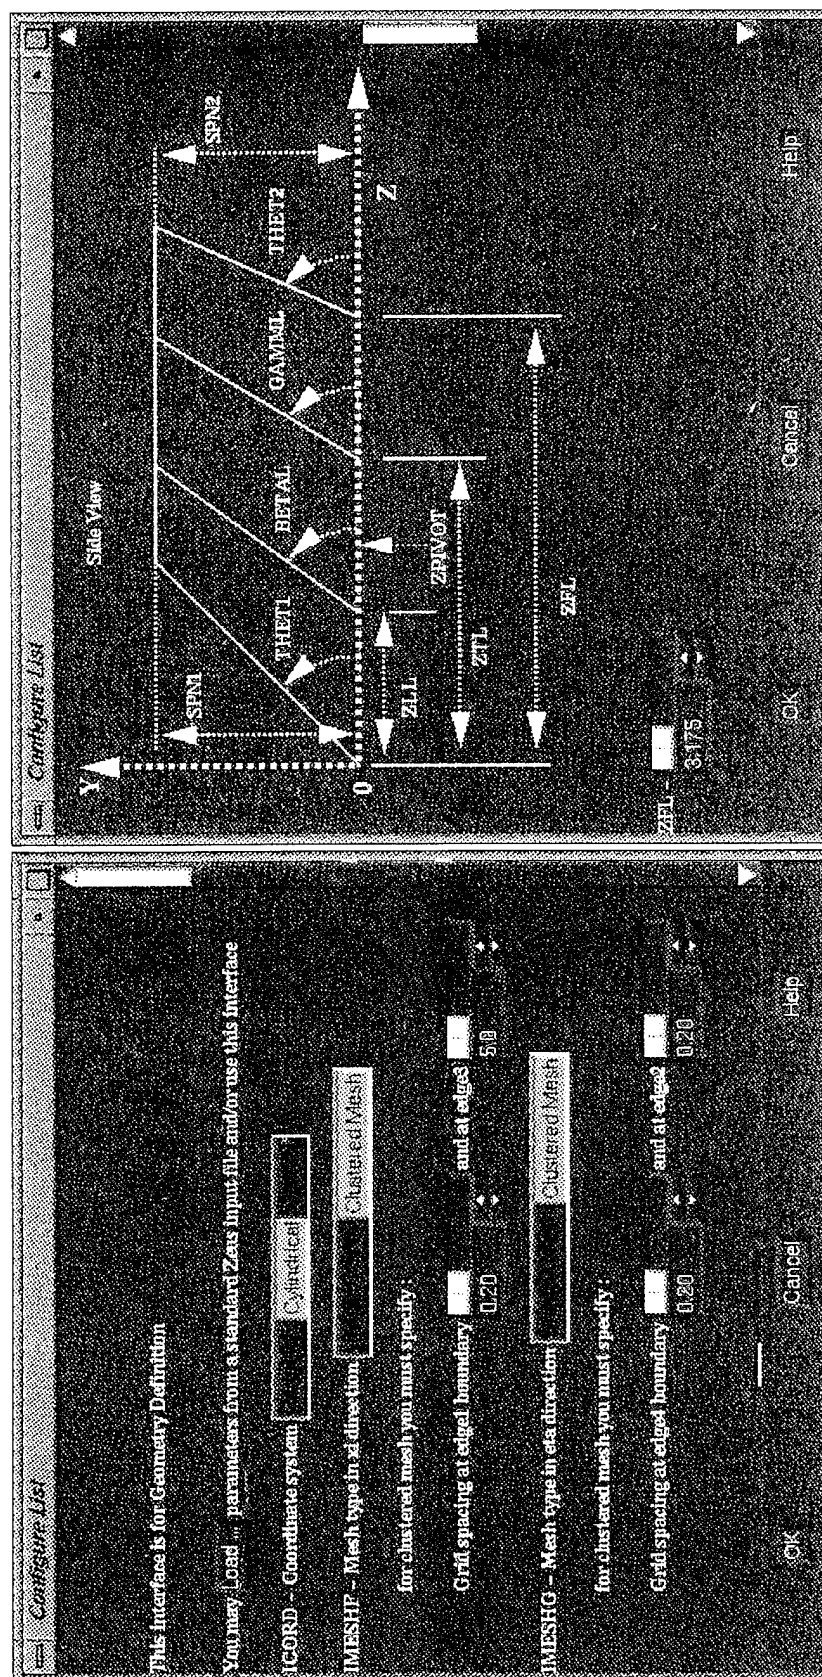 Configure List
This interface is for Geometry Definition
You may Load ... parameters from a standard Zeus input file and/or use this interface
ICORD - Coordinate system Cylindrical
IMESHF - Mesh type in xi direction Clustered Mesh
for clustered mesh you must specify :
Grid spacing at edge1 boundary 0.20 and at edge3 5.0
IMESHG - Mesh type in eta direction Clustered Mesh
for clustered mesh you must specify :
Grid spacing at edge4 boundary 0.20 and at edge2 0.20
OK Cancel Help
Configure List
Side View
Y
SPN1 SPN2
THET1 BETAL GAMML THET2
0 Z
ZLL ZPIVOT
ZTL
ZFL
ZFL - 3.175
OK Cancel Help